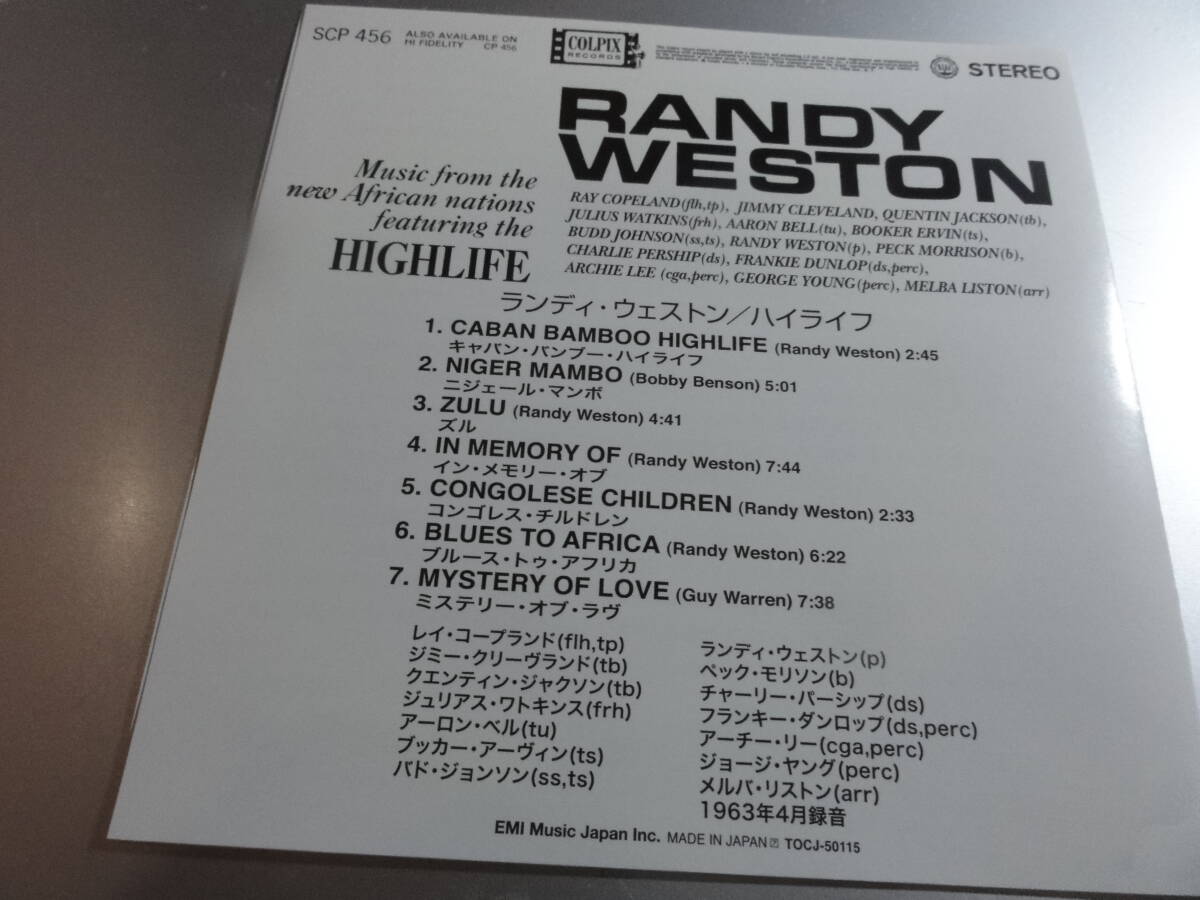 SCP 456
ALSO AVAILABLE ON
HI FIDELITY CP 456
COLPIX
RECORDS
STEREO
RANDY
WESTON
Music from the
new African nations
featuring the
HIGHLIFE
RAY COPELAND(flh,tp), JIMMY CLEVELAND, QUENTIN JACKSON(tb),
JULIUS WATKINS(frh), AARON BELL(tu), BOOKER ERVIN(ts),
BUDD JOHNSON(ss,ts), RANDY WESTON(p), PECK MORRISON(b),
CHARLIE PERSHIP(ds), FRANKIE DUNLOP(ds,perc),
ARCHIE LEE (cga,perc), GEORGE YOUNG(perc), MELBA LISTON(arr)
ランディ・ウェストン/ハイライフ
1. CABAN BAMBOO HIGHLIFE (Randy Weston) 2:45
キャバン・バンブー・ハイライフ
2. NIGER MAMBO (Bobby Benson) 5:01
ニジェール・マンボ
3. ZULU (Randy Weston) 4:41
ズル
4. IN MEMORY OF (Randy Weston) 7:44
イン・メモリー・オブ
5. CONGOLESE CHILDREN (Randy Weston) 2:33
コンゴレス・チルドレン
6. BLUES TO AFRICA (Randy Weston) 6:22
ブルース・トゥ・アフリカ
7. MYSTERY OF LOVE (Guy Warren) 7:38
ミステリー・オブ・ラヴ
レイ・コープランド(flh,tp)
ジミー・クリーヴランド(tb)
クエンティン・ジャクソン(tb)
ジュリアス・ワトキンス(frh)
アーロン・ベル(tu)
ブッカー・アーヴィン(ts)
バド・ジョンソン(ss,ts)
ランディ・ウェストン(p)
ペック・モリソン(b)
チャーリー・パーシップ(ds)
フランキー・ダンロップ(ds,perc)
アーチー・リー(cga,perc)
ジョージ・ヤング(perc)
メルバ・リストン(arr)
1963年4月録音
EMI Music Japan Inc. MADE IN JAPAN TOCJ-50115